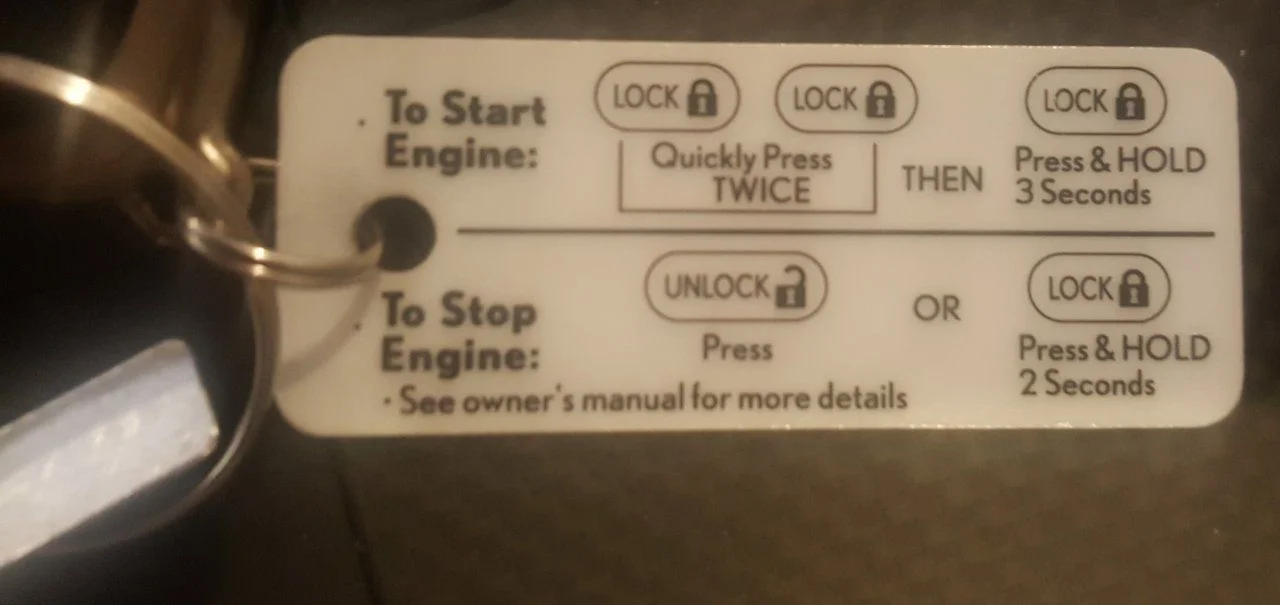 To Start
Engine:
LOCK LOCK
Quickly Press
TWICE
THEN
LOCK
Press & HOLD
3 Seconds
To Stop
Engine:
UNLOCK
Press
OR
LOCK
Press & HOLD
2 Seconds
· See owner's manual for more details